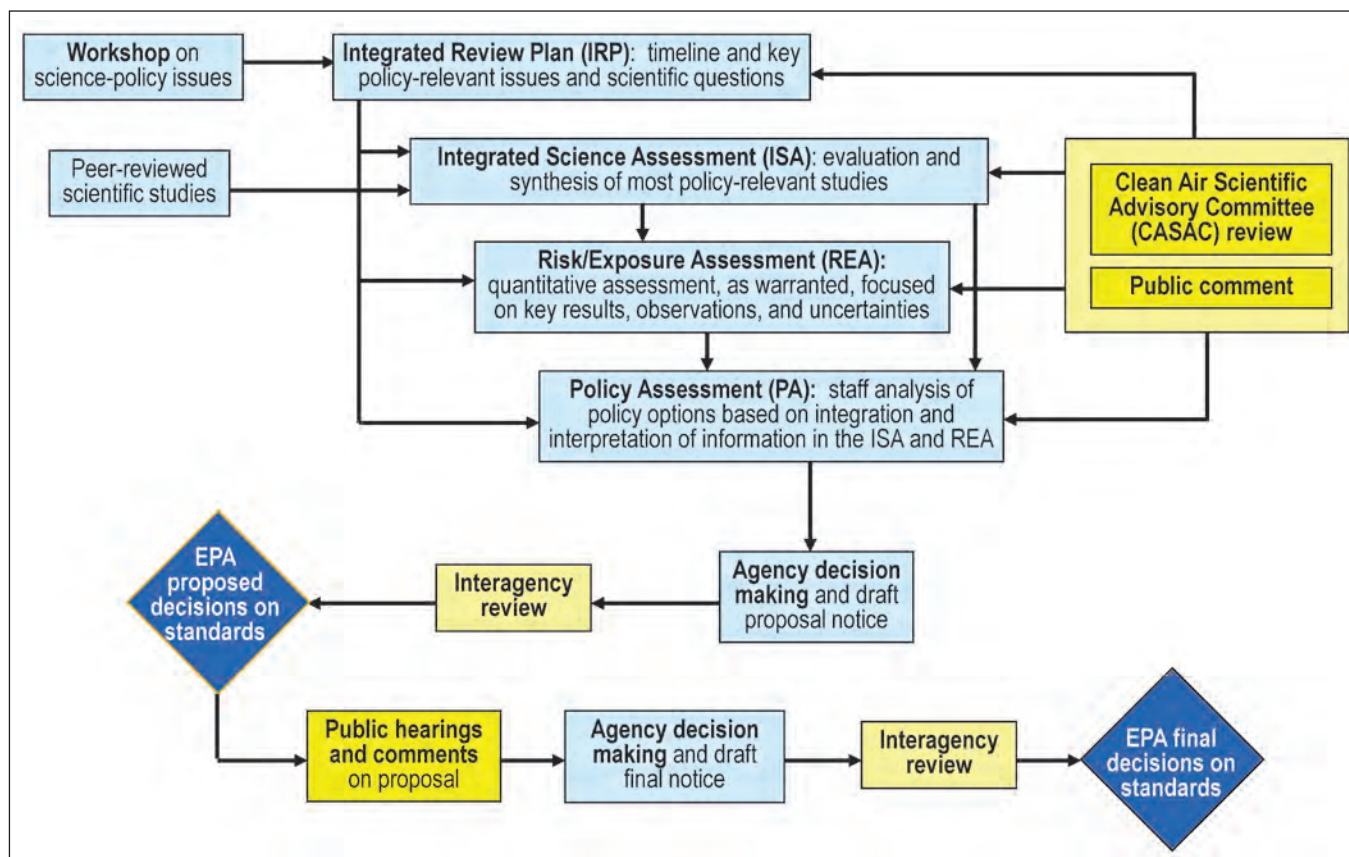 Workshop on
science-policy issues
Integrated Review Plan (IRP): timeline and key
policy-relevant issues and scientific questions
Peer-reviewed
scientific studies
Integrated Science Assessment (ISA): evaluation and
synthesis of most policy-relevant studies
Clean Air Scientific
Advisory Committee
(CASAC) review
Public comment
Risk/Exposure Assessment (REA):
quantitative assessment, as warranted, focused
on key results, observations, and uncertainties
Policy Assessment (PA): staff analysis of
policy options based on integration and
interpretation of information in the ISA and REA
Agency decision
making and draft
proposal notice
Interagency
review
EPA
proposed
decisions on
standards
Public hearings
and comments
on proposal
Agency decision
making and draft
final notice
Interagency
review
EPA final
decisions on
standards